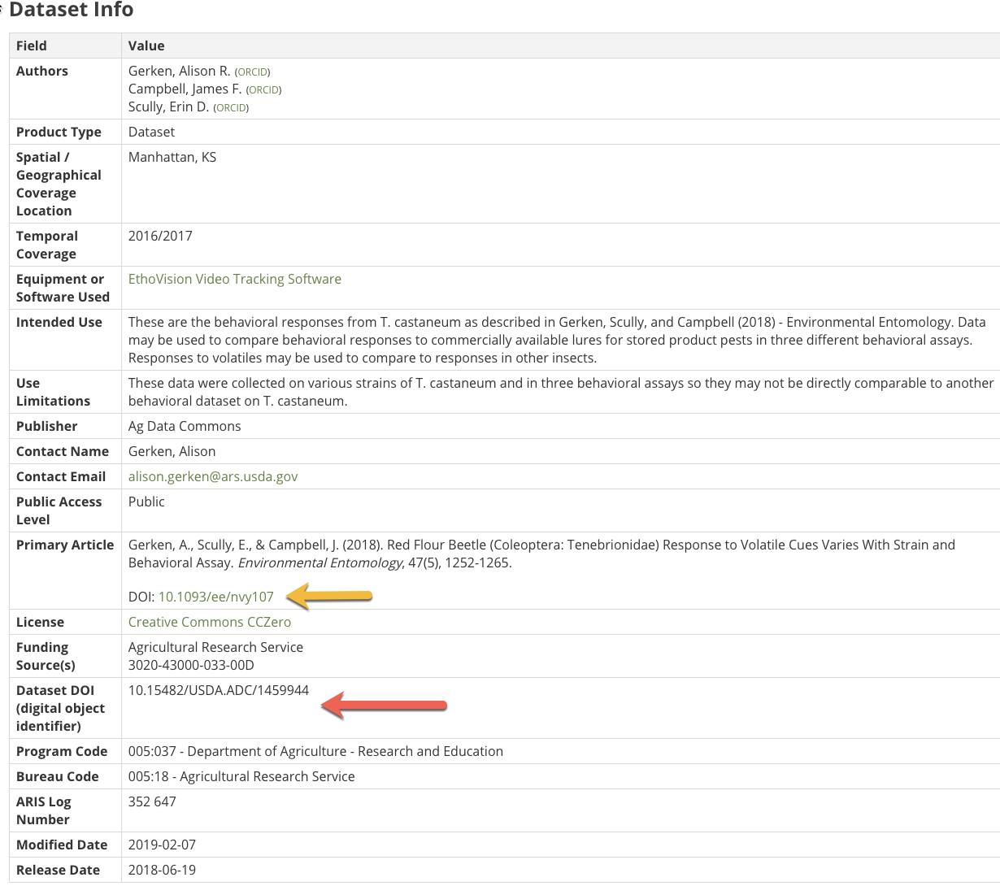 Dataset Info
Field Value
Authors Gerken, Alison R. (ORCID)
Campbell, James F. (ORCID)
Scully, Erin D. (ORCID)
Product Type Dataset
Spatial / Manhattan, KS
Geographical
Coverage
Location
Temporal 2016/2017
Coverage
Equipment or EthoVision Video Tracking Software
Software Used
Intended Use These are the behavioral responses from T. castaneum as described in Gerken, Scully, and Campbell (2018) - Environmental Entomology. Data
may be used to compare behavioral responses to commercially available lures for stored product pests in three different behavioral assays.
Responses to volatiles may be used to compare to responses in other insects.
Use These data were collected on various strains of T. castaneum and in three behavioral assays so they may not be directly comparable to another
Limitations behavioral dataset on T. castaneum.
Publisher Ag Data Commons
Contact Name Gerken, Alison
Contact Email alison.gerken@ars.usda.gov
Public Access Public
Level
Primary Article Gerken, A., Scully, E., & Campbell, J. (2018). Red Flour Beetle (Coleoptera: Tenebrionidae) Response to Volatile Cues Varies With Strain and
Behavioral Assay. Environmental Entomology, 47(5), 1252-1265.
DOI: 10.1093/ee/nvy107
License Creative Commons CCZero
Funding Agricultural Research Service
Source(s) 3020-43000-033-00D
Dataset DOI 10.15482/USDA.ADC/1459944
(digital object
identifier)
Program Code 005:037 - Department of Agriculture - Research and Education
Bureau Code 005:18 - Agricultural Research Service
ARIS Log 352 647
Number
Modified Date 2019-02-07
Release Date 2018-06-19